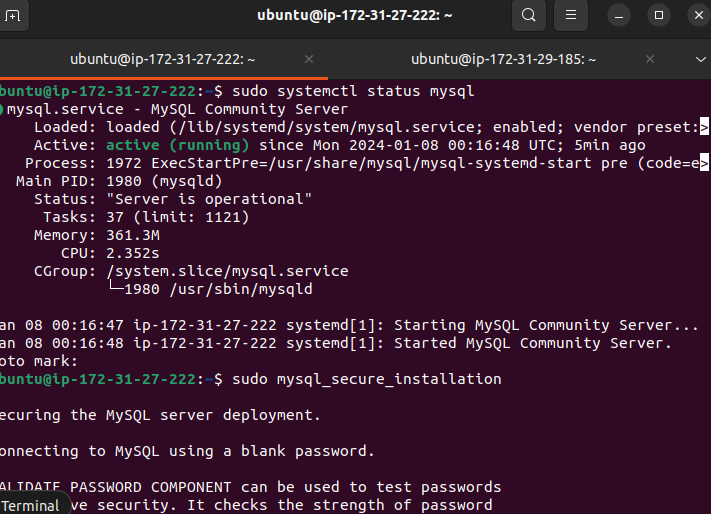 ubuntu@ip-172-31-27-222: ~
ubuntu@ip-172-31-27-222: ~ ×
ubuntu@ip-172-31-29-185: ~ ×
buntu@ip-172-31-27-222:~$ sudo systemctl status mysql
mysql.service - MySQL Community Server
Loaded: loaded (/lib/systemd/system/mysql.service; enabled; vendor preset:>
Active: active (running) since Mon 2024-01-08 00:16:48 UTC; 5min ago
Process: 1972 ExecStartPre=/usr/share/mysql/mysql-systemd-start pre (code=e>
Main PID: 1980 (mysqld)
Status: "Server is operational"
Tasks: 37 (limit: 1121)
Memory: 361.3M
CPU: 2.352s
CGroup: /system.slice/mysql.service
└─1980 /usr/sbin/mysqld
an 08 00:16:47 ip-172-31-27-222 systemd[1]: Starting MySQL Community Server...
an 08 00:16:48 ip-172-31-27-222 systemd[1]: Started MySQL Community Server.
oto mark:
buntu@ip-172-31-27-222:~$ sudo mysql_secure_installation
ecuring the MySQL server deployment.
onnecting to MySQL using a blank password.
ALIDATE PASSWORD COMPONENT can be used to test passwords
ve security. It checks the strength of password
Terminal